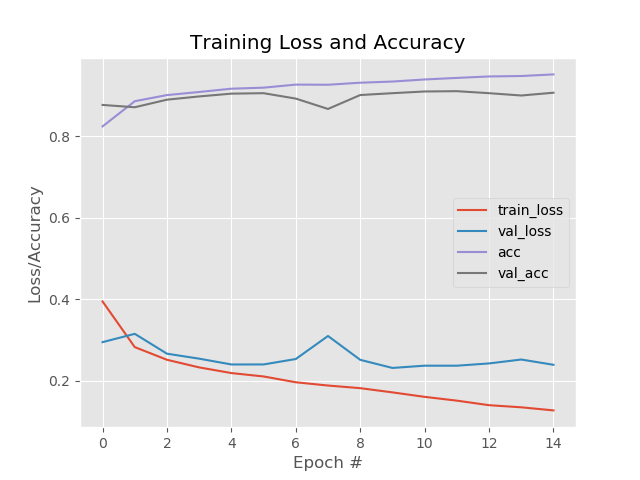 Training Loss and Accuracy
Loss/Accuracy
0.8
0.6
0.4
0.2
train_loss
val_loss
acc
val_acc
0 2 4 6 8 10 12 14
Epoch #